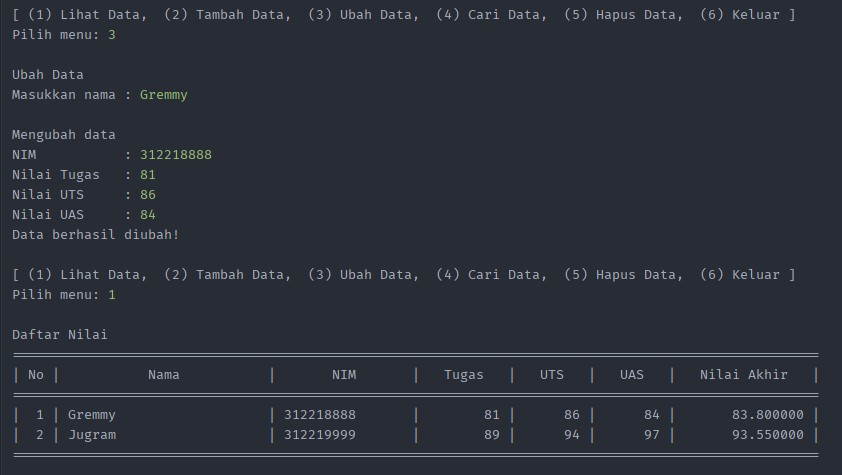 [ (1) Lihat Data,  (2) Tambah Data,  (3) Ubah Data,  (4) Cari Data,  (5) Hapus Data,  (6) Keluar ]
Pilih menu: 3
Ubah Data
Masukkan nama : Gremmy
Mengubah data
NIM           : 312218888
Nilai Tugas   : 81
Nilai UTS     : 86
Nilai UAS     : 84
Data berhasil diubah!
[ (1) Lihat Data,  (2) Tambah Data,  (3) Ubah Data,  (4) Cari Data,  (5) Hapus Data,  (6) Keluar ]
Pilih menu: 1
Daftar Nilai
| No |           Nama           |       NIM       |   Tugas   |   UTS   |   UAS   |   Nilai Akhir   |
|  1 | Gremmy                   | 312218888       |        81 |      86 |      84 |       83.800000 |
|  2 | Jugram                   | 312219999       |        89 |      94 |      97 |       93.550000 |